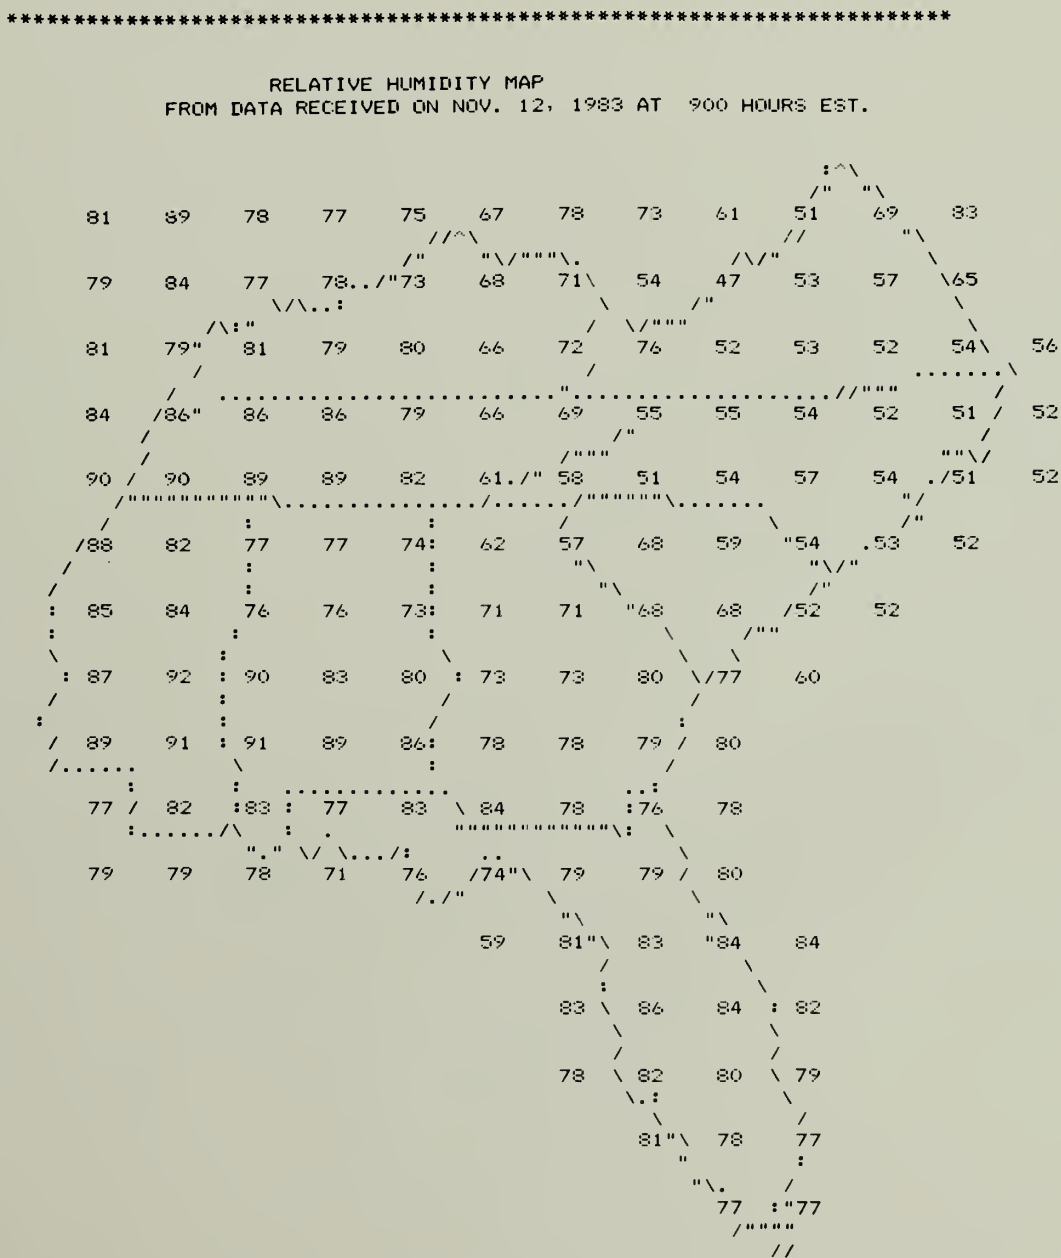 ******************************************************************************
RELATIVE HUMIDITY MAP
FROM DATA RECEIVED ON NOV. 12, 1983 AT 900 HOURS EST.
:^\
/" "\
81 89 78 77 75 67 78 73 61 51 69 83
//^\ // "\
/" "\/"""\. /\/" \
79 84 77 78../"73 68 71\ 54 47 53 57 \65
\/\..: \ /" \
/\:" / \/""" \
81 79" 81 79 80 66 72 76 52 53 52 54\ 56
/ / .......\
/ ..........................."....................//""" /
84 /86" 86 86 79 66 69 55 55 54 52 51 / 52
/ /" /
/ /""" ""\/
90 / 90 89 89 82 61./" 58 51 54 57 54 ./51 52
/"""""""""""\.............../....../""""""\....... "/
/ : : / \ /"
/88 82 77 77 74: 62 57 68 59 "54 .53 52
/ : : "\ "\/"
/ : : "\ /"
: 85 84 76 76 73: 71 71 "68 68 /52 52
: : : \ /""
\ : \ \ \
: 87 92 : 90 83 80 : 73 73 80 \/77 60
/ : : /
: : / :
/ 89 91 : 91 89 86: 78 78 79 / 80
/...... \ : /
: : ............. ..:
77 / 82 :83 : 77 83 \ 84 78 :76 78
:....../\ : . """""""""""""\: \
"." \/ \.../: .. \
79 79 78 71 76 /74"\ 79 79 / 80
/./" \ \
"\ "\
59 81"\ 83 "84 84
/ \
: \
83 \ 86 84 : 82
\ \
/ /
78 \ 82 80 \ 79
\.: \
\ /
81"\ 78 77
" :
"\. /
77 :"77
/""""
//